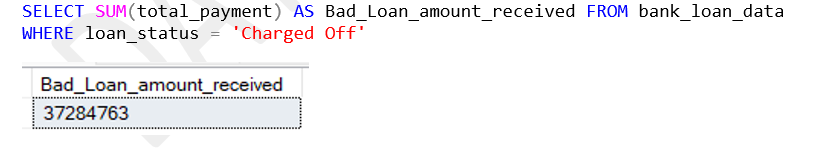 SELECT SUM(total_payment) AS Bad_Loan_amount_received FROM bank_loan_data
WHERE loan_status = 'Charged Off'
Bad_Loan_amount_received
37284763